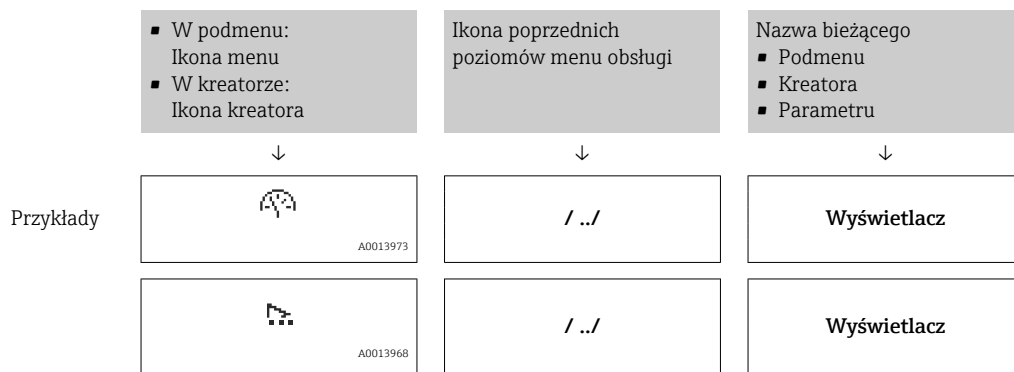 ▪ W podmenu:
Ikona menu
▪ W kreatorze:
Ikona kreatora
Ikona poprzednich
poziomów menu obsługi
Nazwa bieżącego
▪ Podmenu
▪ Kreatora
▪ Parametru
↓ ↓ ↓
Przykłady
A0013973
/ ../
Wyświetlacz
A0013968
/ ../
Wyświetlacz